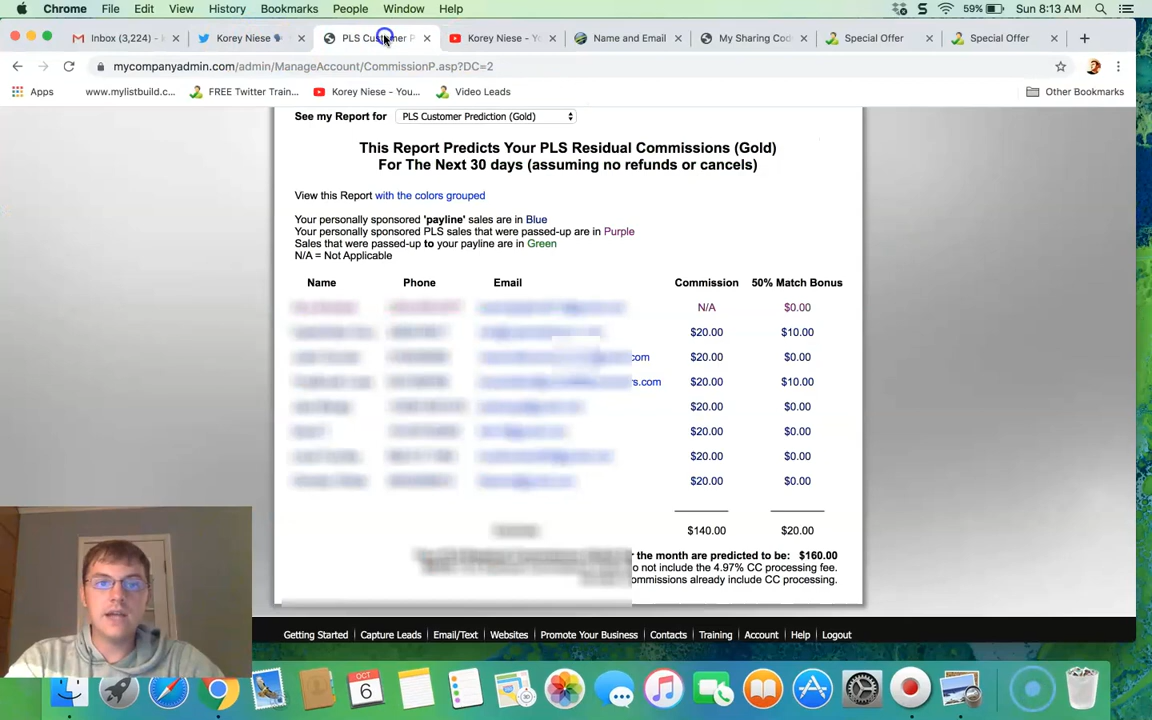 Chrome File Edit View History Bookmarks People Window Help 59% Sun 8:13 AM
Inbox (3,224) - Korey Niese PLS Customer P Korey Niese - Yo Name and Email My Sharing Cod Special Offer Special Offer
mycompanyadmin.com/admin/ManageAccount/CommissionP.asp?DC=2
Apps www.mylistbuild.c... FREE Twitter Train... Korey Niese - You... Video Leads Other Bookmarks
See my Report for PLS Customer Prediction (Gold)
This Report Predicts Your PLS Residual Commissions (Gold)
For The Next 30 days (assuming no refunds or cancels)
View this Report with the colors grouped
Your personally sponsored 'payline' sales are in Blue
Your personally sponsored PLS sales that were passed-up are in Purple
Sales that were passed-up to your payline are in Green
N/A = Not Applicable
Name Phone Email Commission 50% Match Bonus
N/A $0.00
$20.00 $10.00
com $20.00 $0.00
s.com $20.00 $10.00
$20.00 $0.00
$20.00 $0.00
$20.00 $0.00
$20.00 $0.00
$140.00 $20.00
the month are predicted to be: $160.00
not include the 4.97% CC processing fee.
commissions already include CC processing.
Getting Started Capture Leads Email/Text Websites Promote Your Business Contacts Training Account Help Logout
OCT
6